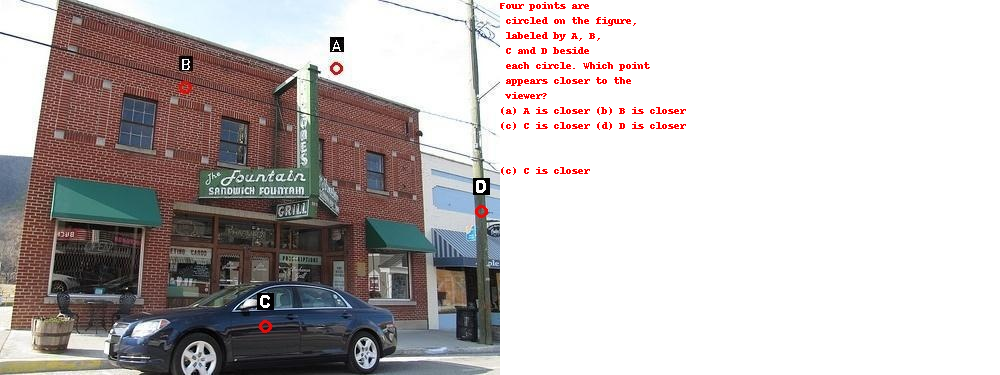 A
B
The Fountain
SANDWICH FOUNTAIN
GRILL
D
PRESCRIPTIONS
C
Four points are
circled on the figure,
labeled by A, B,
C and D beside
each circle. Which point
appears closer to the
viewer?
(a) A is closer (b) B is closer
(c) C is closer (d) D is closer
(c) C is closer